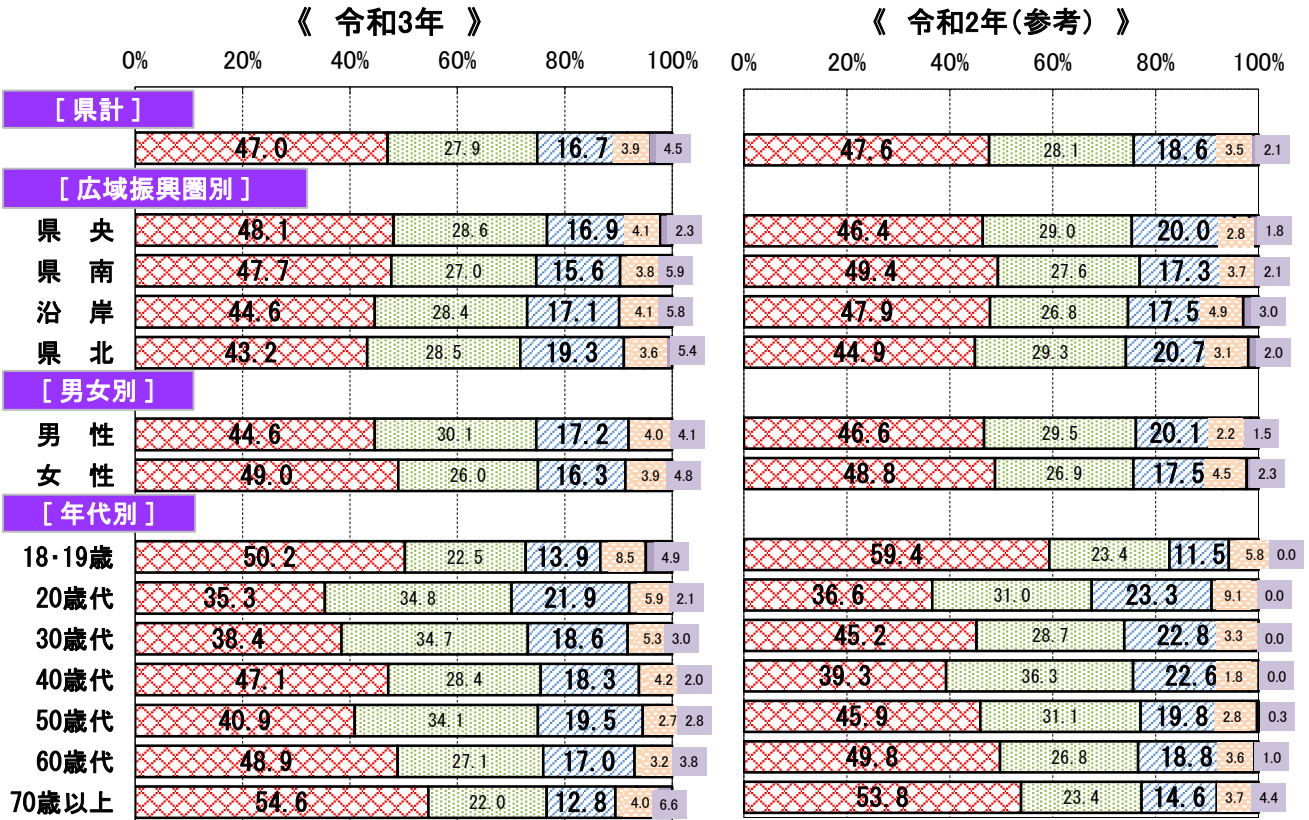 《 令和3年 》 《 令和2年(参考) 》
0% 20% 40% 60% 80% 100% 0% 20% 40% 60% 80% 100%
[ 県計 ]
47.0 27.9 16.7 3.9 4.5 47.6 28.1 18.6 3.5 2.1
[ 広域振興圏別 ]
県 央 48.1 28.6 16.9 4.1 2.3 46.4 29.0 20.0 2.8 1.8
県 南 47.7 27.0 15.6 3.8 5.9 49.4 27.6 17.3 3.7 2.1
沿 岸 44.6 28.4 17.1 4.1 5.8 47.9 26.8 17.5 4.9 3.0
県 北 43.2 28.5 19.3 3.6 5.4 44.9 29.3 20.7 3.1 2.0
[ 男女別 ]
男 性 44.6 30.1 17.2 4.0 4.1 46.6 29.5 20.1 2.2 1.5
女 性 49.0 26.0 16.3 3.9 4.8 48.8 26.9 17.5 4.5 2.3
[ 年代別 ]
18・19歳 50.2 22.5 13.9 8.5 4.9 59.4 23.4 11.5 5.8 0.0
20歳代 35.3 34.8 21.9 5.9 2.1 36.6 31.0 23.3 9.1 0.0
30歳代 38.4 34.7 18.6 5.3 3.0 45.2 28.7 22.8 3.3 0.0
40歳代 47.1 28.4 18.3 4.2 2.0 39.3 36.3 22.6 1.8 0.0
50歳代 40.9 34.1 19.5 2.7 2.8 45.9 31.1 19.8 2.8 0.3
60歳代 48.9 27.1 17.0 3.2 3.8 49.8 26.8 18.8 3.6 1.0
70歳以上 54.6 22.0 12.8 4.0 6.6 53.8 23.4 14.6 3.7 4.4